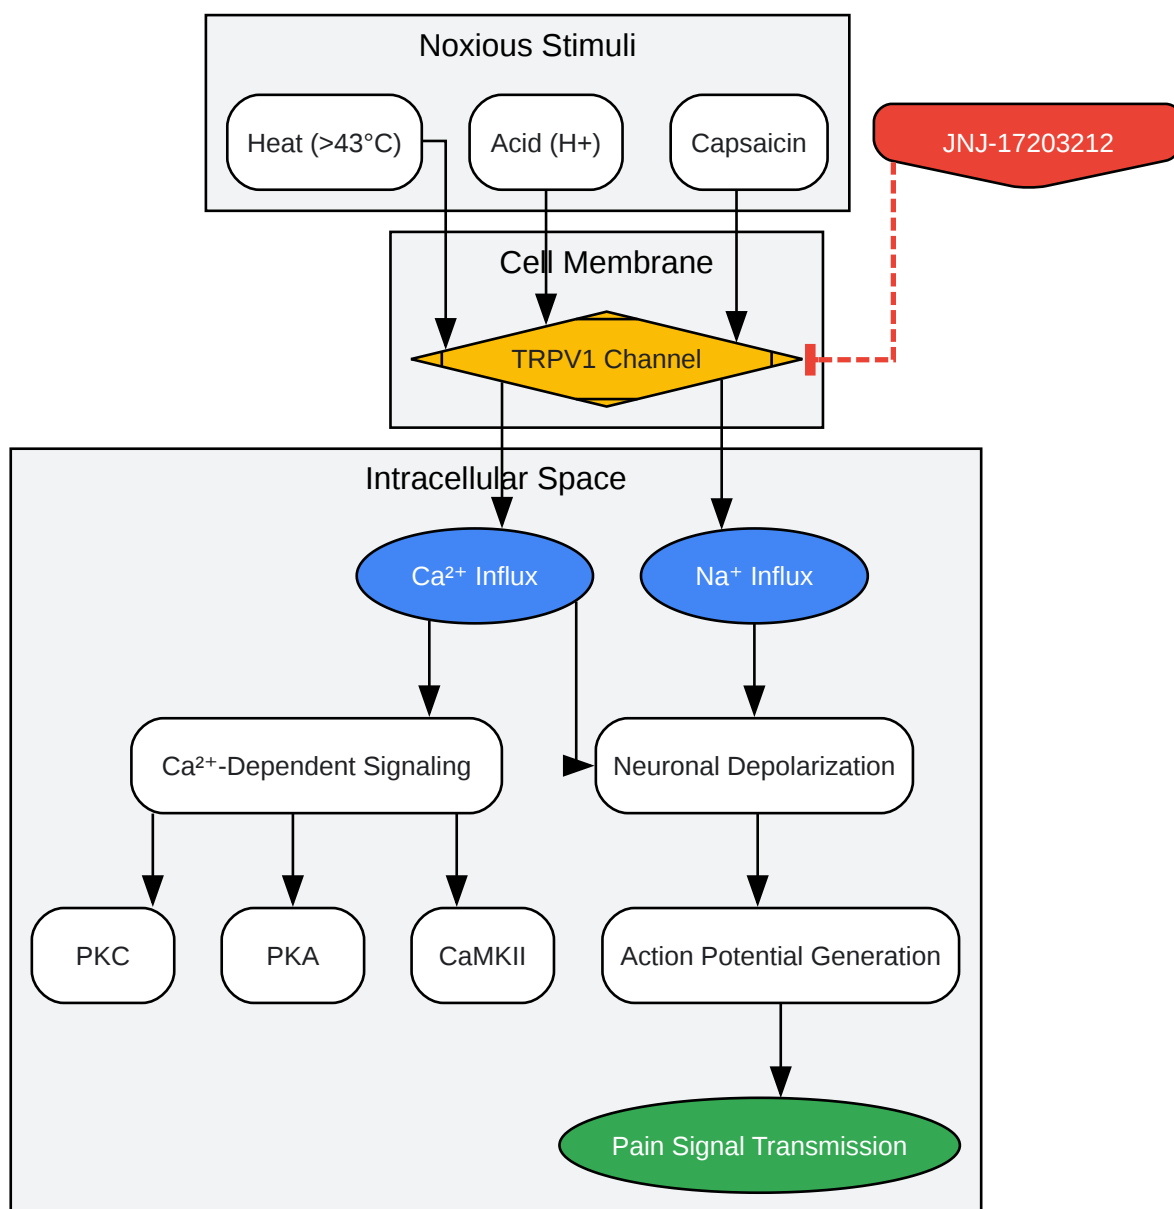 Noxious Stimuli
Heat (>43°C)
Acid (H+)
Capsaicin
JNJ-17203212
Cell Membrane
TRPV1 Channel
Intracellular Space
Ca²⁺ Influx
Na⁺ Influx
Ca²⁺-Dependent Signaling
Neuronal Depolarization
PKC
PKA
CaMKII
Action Potential Generation
Pain Signal Transmission